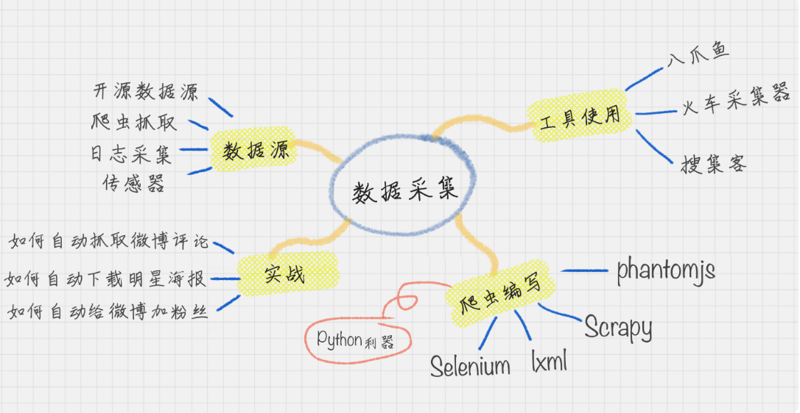 八爪鱼
开源数据源
火车采集器
爬虫抓取
工具使用
日志采集
数据源
搜集客
传感器
数据采集
如何自动抓取微博评论
phantomjs
如何自动下载明星海报
实战
爬虫编写
如何自动给微博加粉丝
Scrapy
Python利器
Selenium
lxml